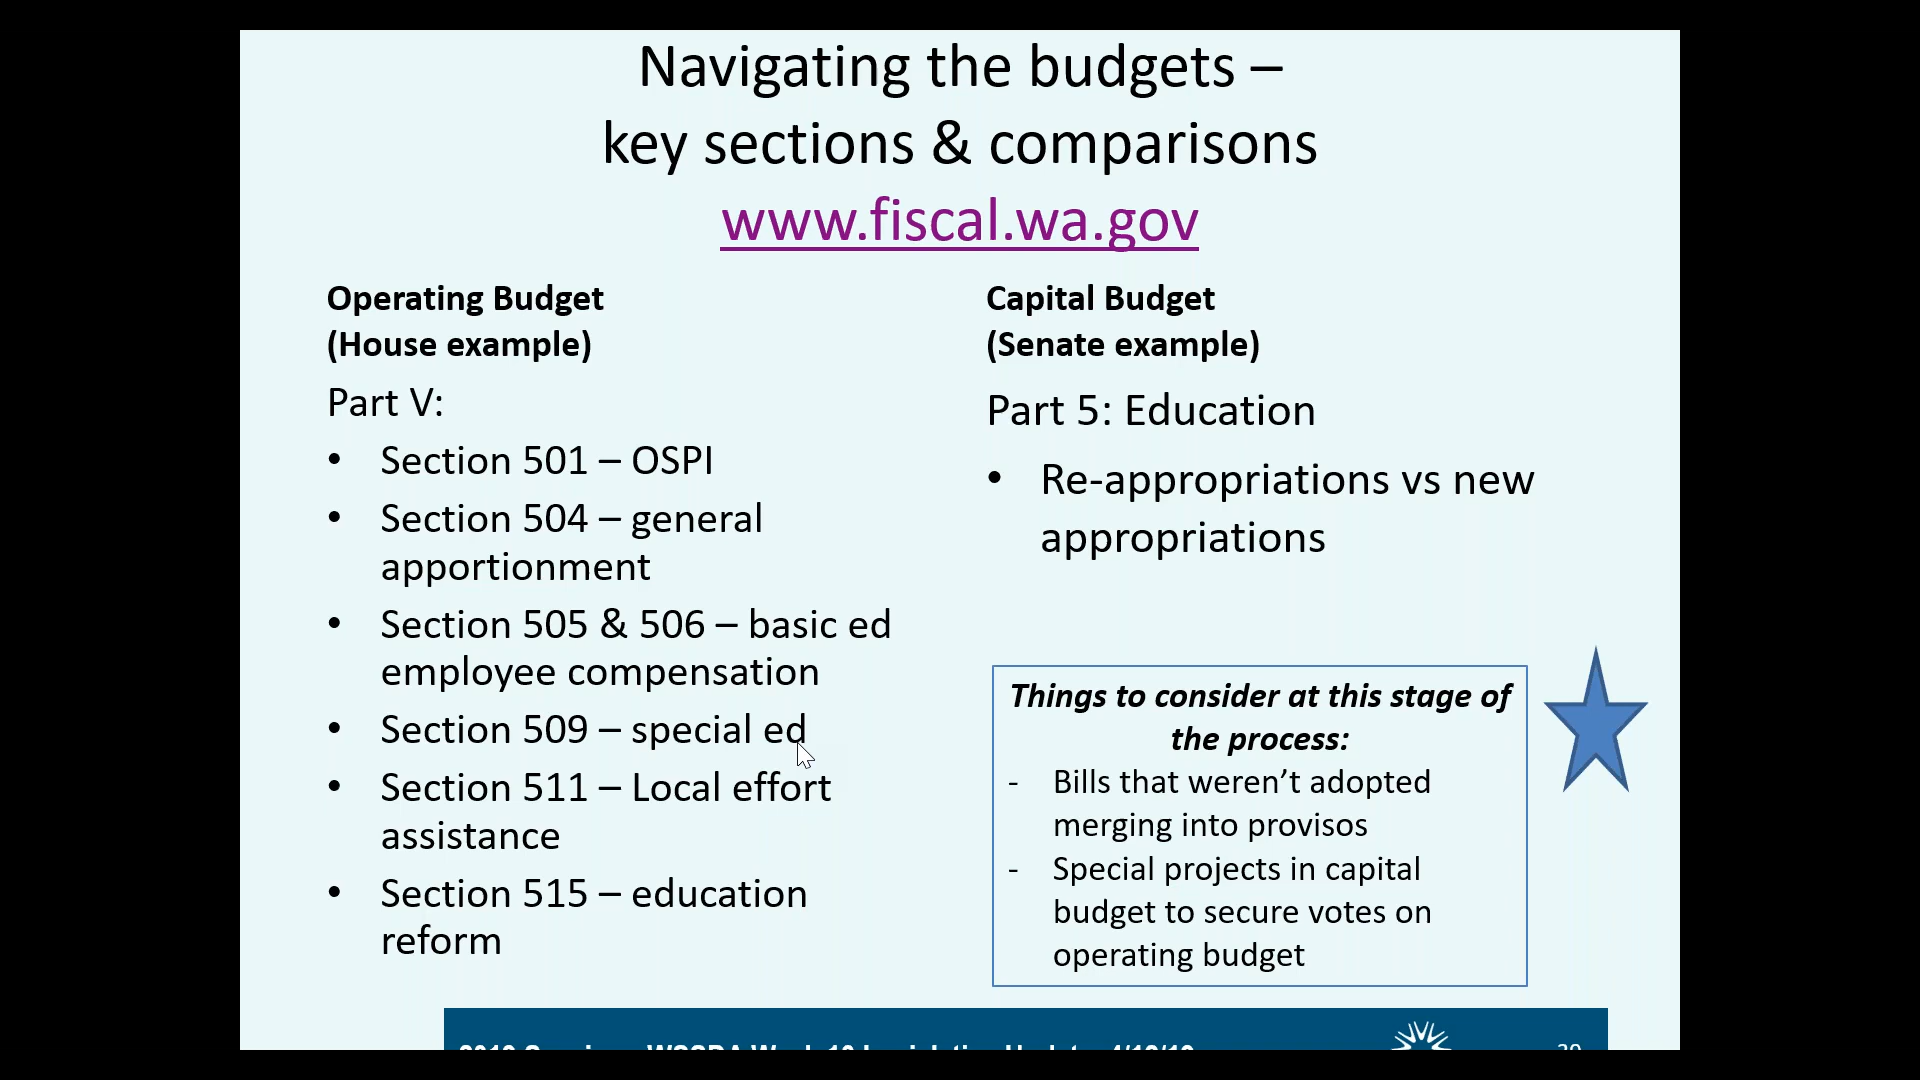 Navigating the budgets –
key sections & comparisons
www.fiscal.wa.gov
Operating Budget
(House example)
Part V:
• Section 501 – OSPI
• Section 504 – general
apportionment
• Section 505 & 506 – basic ed
employee compensation
• Section 509 – special ed
• Section 511 – Local effort
assistance
• Section 515 – education
reform
Capital Budget
(Senate example)
Part 5: Education
• Re-appropriations vs new
appropriations
Things to consider at this stage of
the process:
- Bills that weren’t adopted
merging into provisos
- Special projects in capital
budget to secure votes on
operating budget